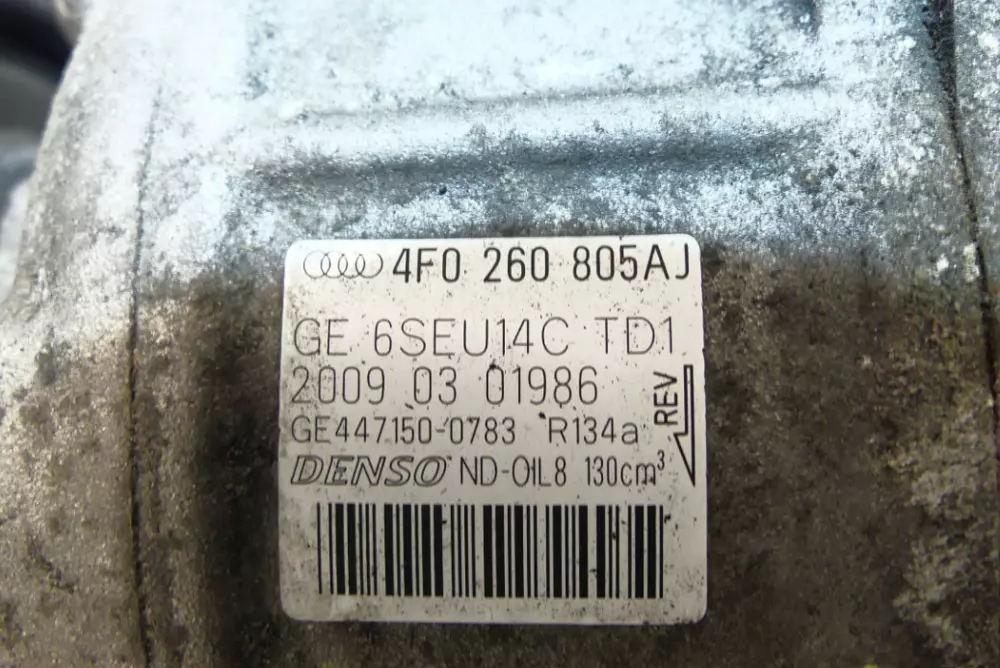 4F0 260 805AJ
GE 6SEU14C TD1
2009 03 01986
GE447150-0783 R134a
REV
DENSO ND-OIL8 130cm³